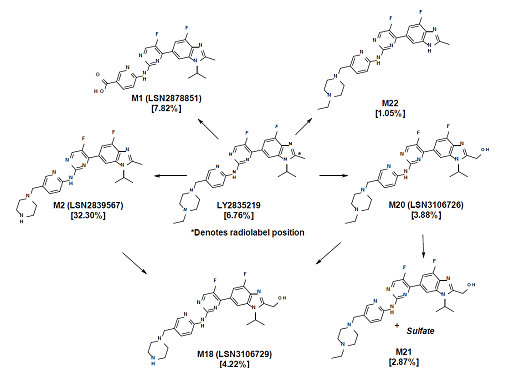 M1 (LSN2878851)
[7.82%]
M22
[1.05%]
M2 (LSN2839567)
[32.30%]
LY2835219
[6.76%]
*Denotes radiolabel position
M20 (LSN3106726)
[3.88%]
M18 (LSN3106729)
[4.22%]
+ Sulfate
M21
[2.87%]